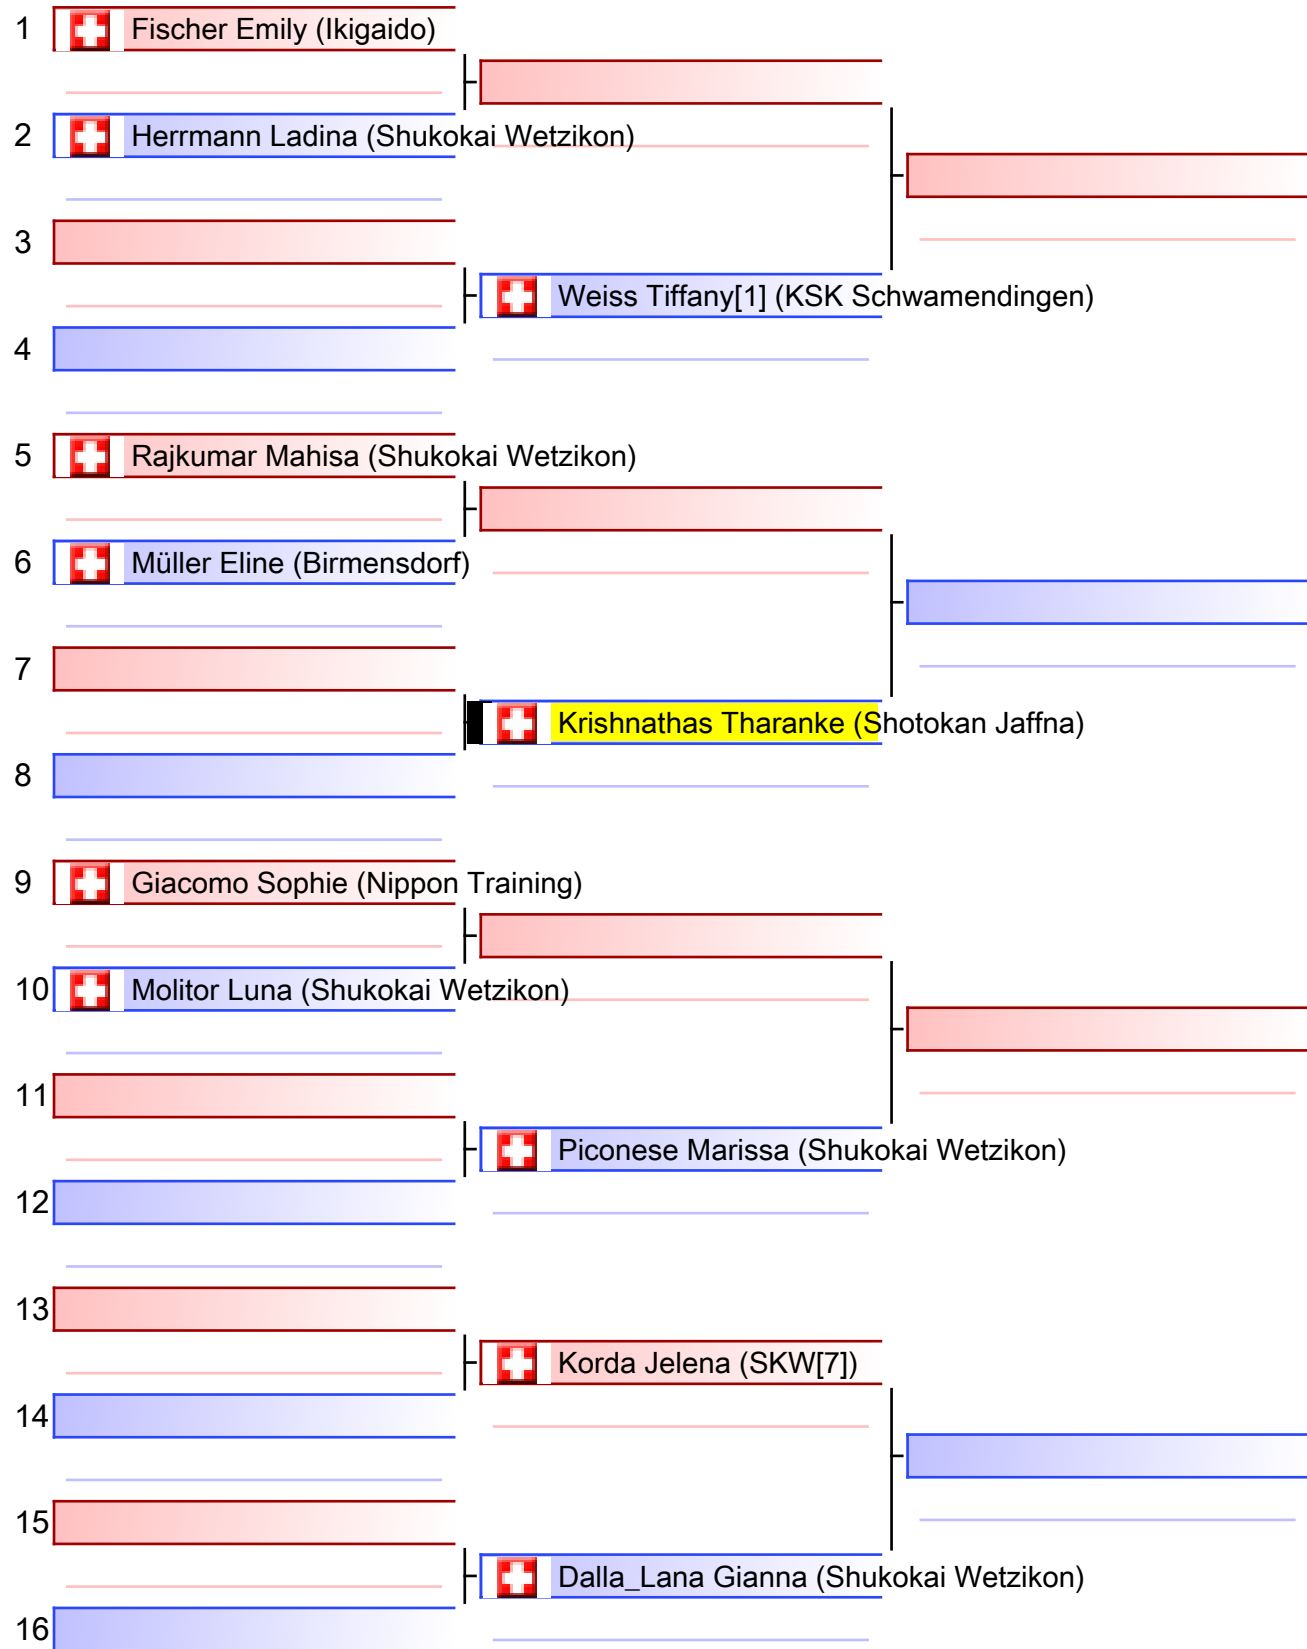 1 Fischer Emily (Ikigaido)
2 Herrmann Ladina (Shukokai Wetzikon)
3
Weiss Tiffany[1] (KSK Schwamendingen)
4
5 Rajkumar Mahisa (Shukokai Wetzikon)
6 Müller Eline (Birmensdorf)
7
Krishnathas Tharanke (Shotokan Jaffna)
8
9 Giacomo Sophie (Nippon Training)
10 Molitor Luna (Shukokai Wetzikon)
11
Piconese Marissa (Shukokai Wetzikon)
12
13
Korda Jelena (SKW[7])
14
15
Dalla_Lana Gianna (Shukokai Wetzikon)
16